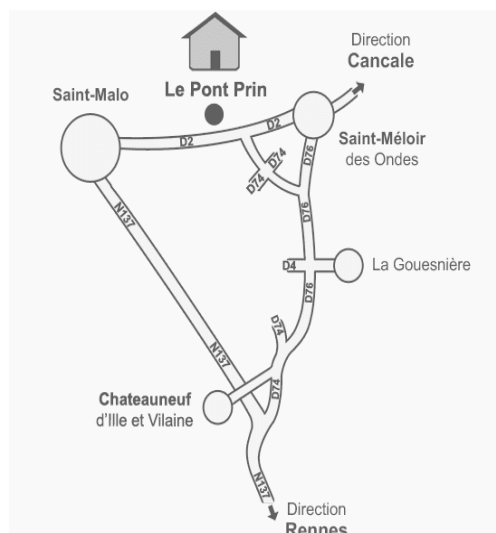 Direction
Cancale
Saint-Malo
Le Pont Prin
D2
D2
Saint-Méloir
des Ondes
D76
D74
D74
D76
D4
La Gouesnière
D76
N137
D74
N137
D74
Chateauneuf
d'Ille et Vilaine
N137
Direction
Rennes